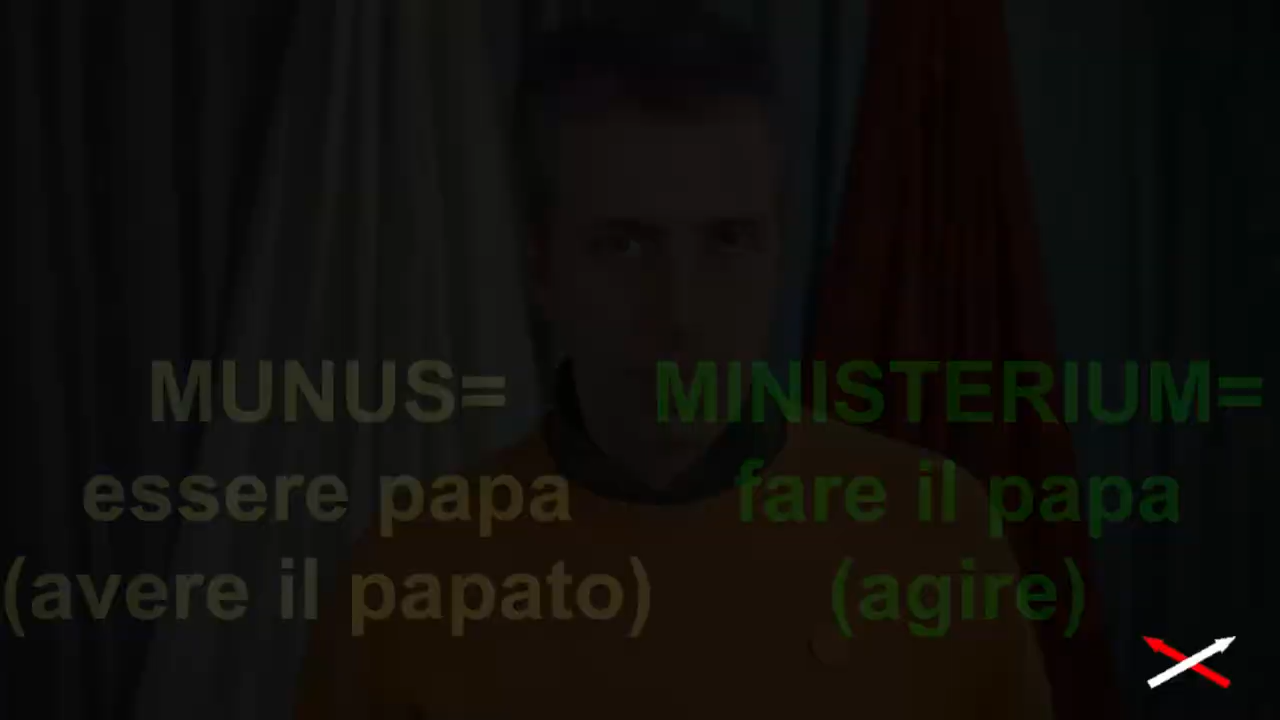 MUNUS=
essere papa
(avere il papato)
MINISTERIUM=
fare il papa
(agire)